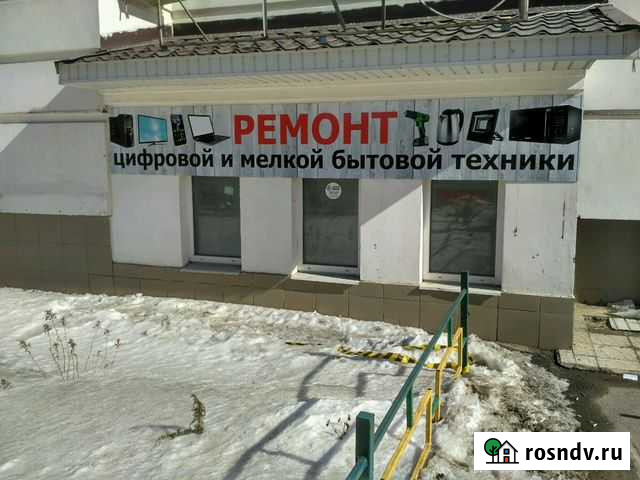 РЕМОНТ
цифровой и мелкой бытовой техники
rosndv.ru